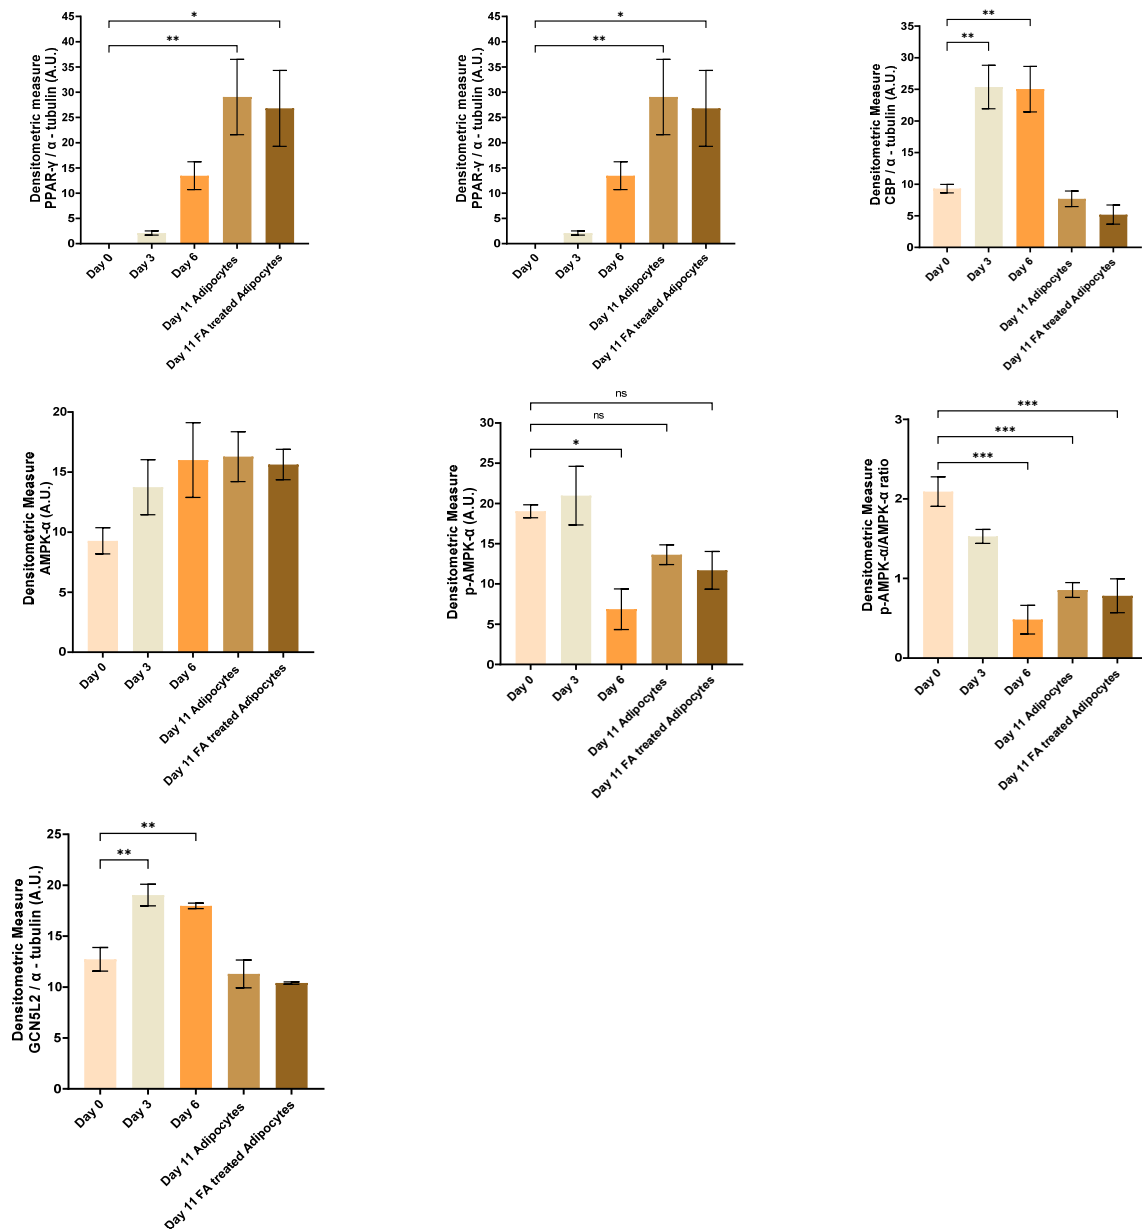 Densitometric measure
PPAR-γ / α - tubulin (A.U.)
45
40
35
30
25
20
15
10
5
0
*
**
Day 0
Day 3
Day 6
Day 11 Adipocytes
Day 11 FA treated Adipocytes
Densitometric measure
PPAR-γ / α - tubulin (A.U.)
45
40
35
30
25
20
15
10
5
0
*
**
Day 0
Day 3
Day 6
Day 11 Adipocytes
Day 11 FA treated Adipocytes
Densitometric Measure
CBP / α - tubulin (A.U.)
35
30
25
20
15
10
5
0
**
**
Day 0
Day 3
Day 6
Day 11 Adipocytes
Day 11 FA treated Adipocytes
Densitometric Measure
AMPK-α (A.U.)
20
15
10
5
0
Day 0
Day 3
Day 6
Day 11 Adipocytes
Day 11 FA treated Adipocytes
Densitometric Measure
p-AMPK-α (A.U.)
30
25
20
15
10
5
0
ns
ns
*
Day 0
Day 3
Day 6
Day 11 Adipocytes
Day 11 FA treated Adipocytes
Densitometric Measure
p-AMPK-α/AMPK-α ratio
3
2
1
0
***
***
***
Day 0
Day 3
Day 6
Day 11 Adipocytes
Day 11 FA treated Adipocytes
Densitometric Measure
GCN5L2 / α - tubulin (A.U.)
25
20
15
10
5
0
**
**
Day 0
Day 3
Day 6
Day 11 Adipocytes
Day 11 FA treated Adipocytes